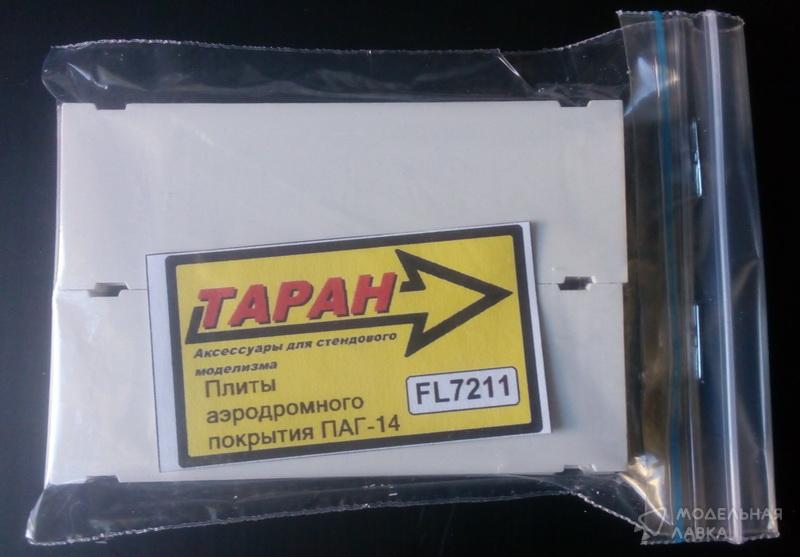 ТАРАН
Аксессуары для стендового
моделизма
Плиты
аэродромного
покрытия ПАГ-14
FL7211
МОДЕЛЬНАЯ
ЛАВКА